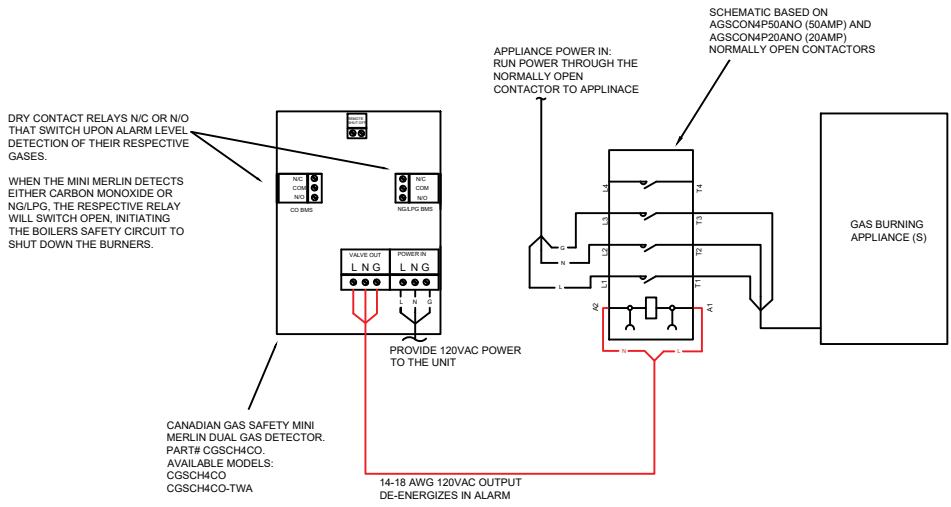 SCHEMATIC BASED ON
AGSCON4P50ANO (50AMP) AND
AGSCON4P20ANO (20AMP)
NORMALLY OPEN CONTACTORS
APPLIANCE POWER IN:
RUN POWER THROUGH THE
NORMALLY OPEN
CONTACTOR TO APPLINACE
DRY CONTACT RELAYS N/C OR N/O
THAT SWITCH UPON ALARM LEVEL
DETECTION OF THEIR RESPECTIVE
GASES.
WHEN THE MINI MERLIN DETECTS
EITHER CARBON MONOXIDE OR
NG/LPG, THE RESPECTIVE RELAY
WILL SWITCH OPEN, INITIATING
THE BOILERS SAFETY CIRCUIT TO
SHUT DOWN THE BURNERS.
REMOTE
SHUT OFF
N/C
COM
N/O
CO BMS
N/C
COM
N/O
NG/LPG BMS
VALVE OUT
L N G
POWER IN
L N G
L N G
PROVIDE 120VAC POWER
TO THE UNIT
G
N
L
L4
T4
L3
T3
L2
T2
L1
T1
A2
A1
N
L
GAS BURNING
APPLIANCE (S)
CANADIAN GAS SAFETY MINI
MERLIN DUAL GAS DETECTOR.
PART# CGSCH4CO.
AVAILABLE MODELS:
CGSCH4CO
CGSCH4CO-TWA
14-18 AWG 120VAC OUTPUT
DE-ENERGIZES IN ALARM